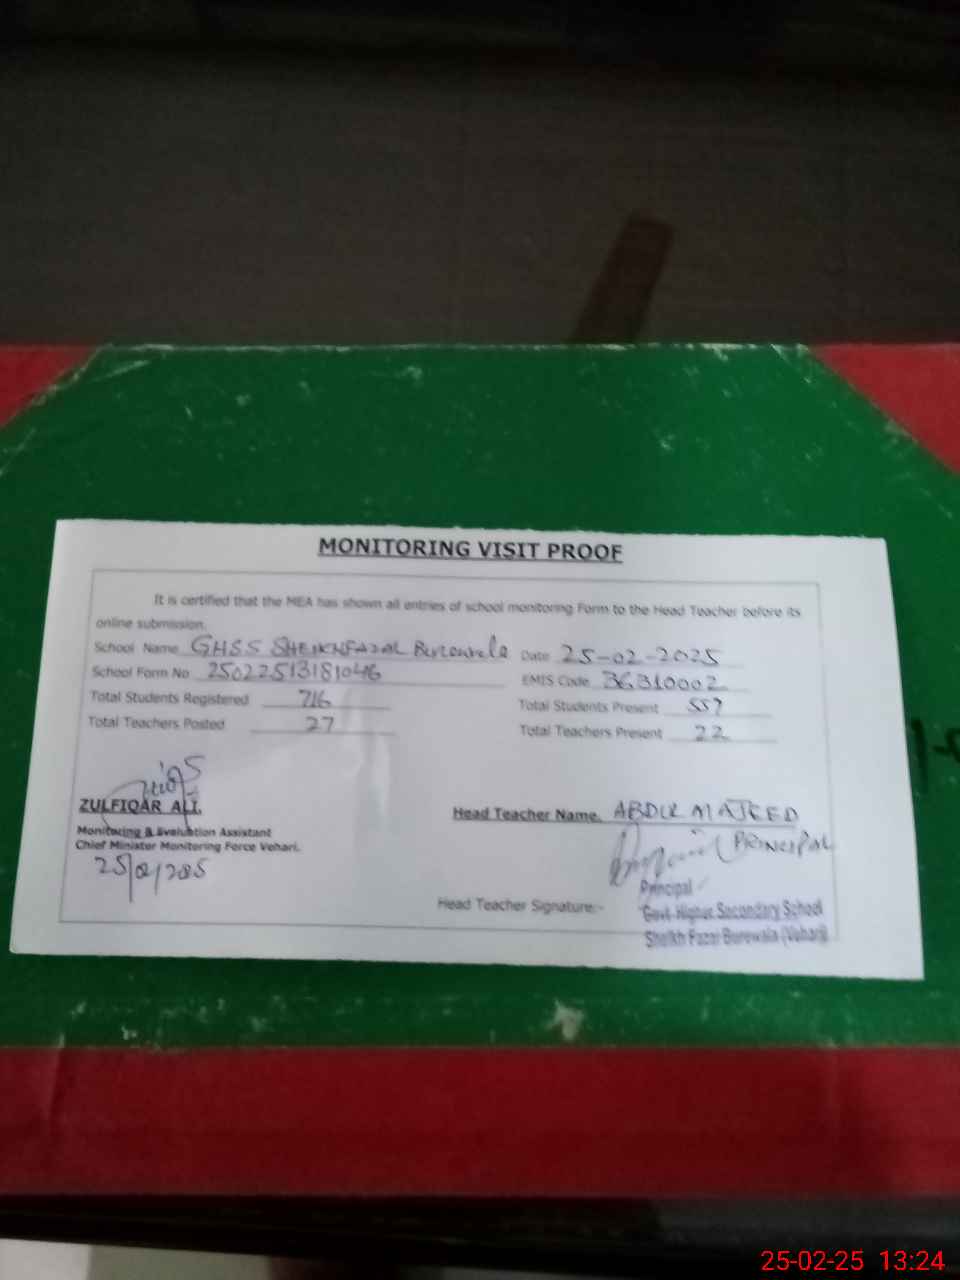 MONITORING VISIT PROOF
It is certified that the MEA has shown all entries of school monitoring Form to the Head Teacher before its
online submission.
School Name GHSS SHEIKHFAZAL Burewala Date 25-02-2025
School Form No 25022513181046 EMIS Code 36310002
Total Students Registered 716 Total Students Present 557
Total Teachers Posted 27 Total Teachers Present 22
ZULFIQAR ALI.
Monitoring & Evaluation Assistant
Chief Minister Monitoring Force Vehari.
25/02/205
Head Teacher Name. ABDUL MAJEED
PRINCIPAL
Head Teacher Signature:-
Principal
Govt. Higher Secondary School
Sheikh Fazal Burewala (Vehari)
25-02-25 13:24